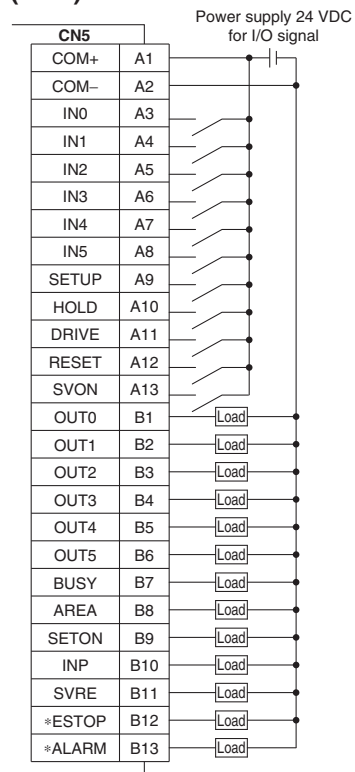 Power supply 24 VDC
for I/O signal
CN5
COM+ A1
COM− A2
IN0 A3
IN1 A4
IN2 A5
IN3 A6
IN4 A7
IN5 A8
SETUP A9
HOLD A10
DRIVE A11
RESET A12
SVON A13
OUT0 B1 Load
OUT1 B2 Load
OUT2 B3 Load
OUT3 B4 Load
OUT4 B5 Load
OUT5 B6 Load
BUSY B7 Load
AREA B8 Load
SETON B9 Load
INP B10 Load
SVRE B11 Load
∗ESTOP B12 Load
∗ALARM B13 Load